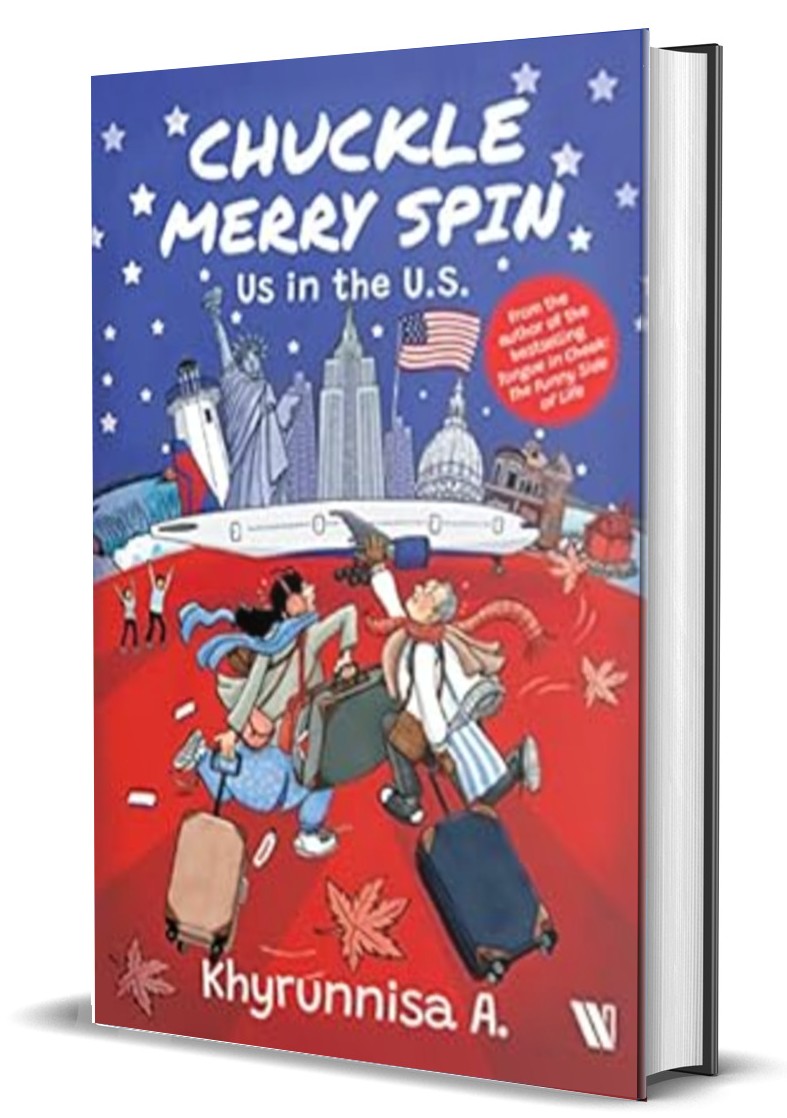 CHUCKLE
MERRY SPIN
Us in the U.S.
From the
author of the
bestselling
Tongue in Cheek:
The Funny Side
Of Life
Khyrunnisa A.
W